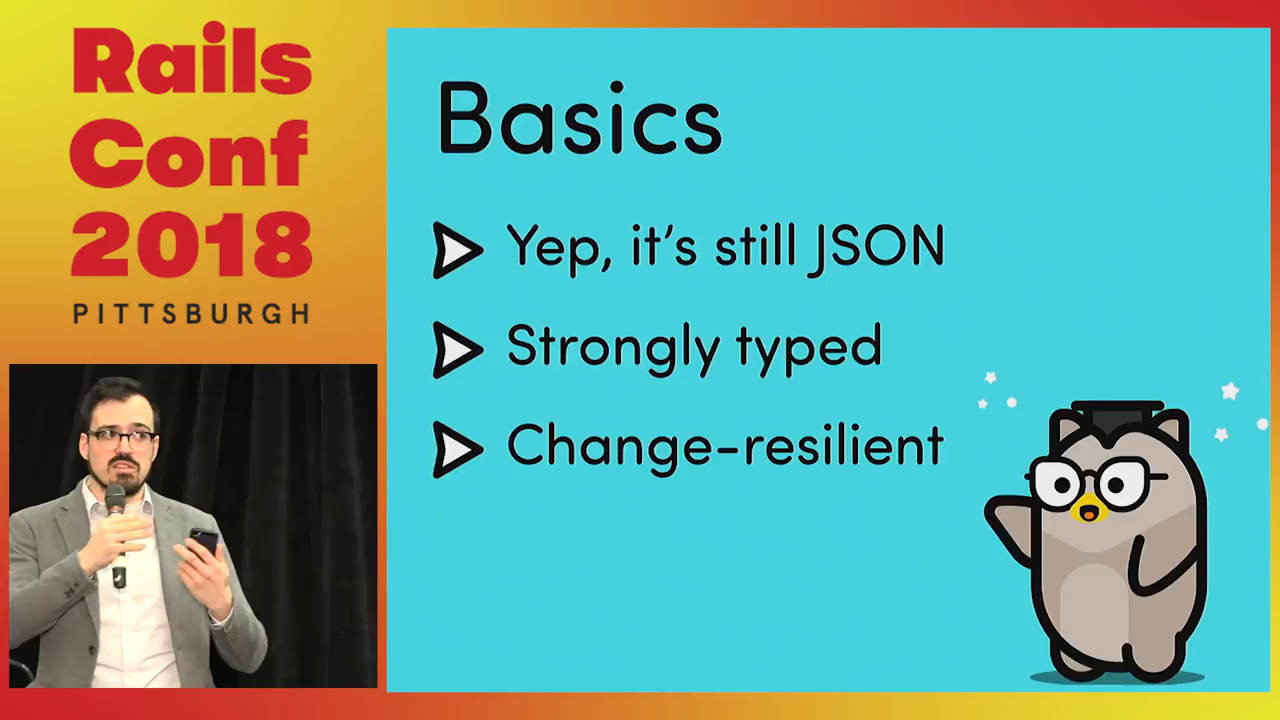 Rails
Conf
2018
PITTSBURGH
Basics
Yep, it's still JSON
Strongly typed
Change-resilient